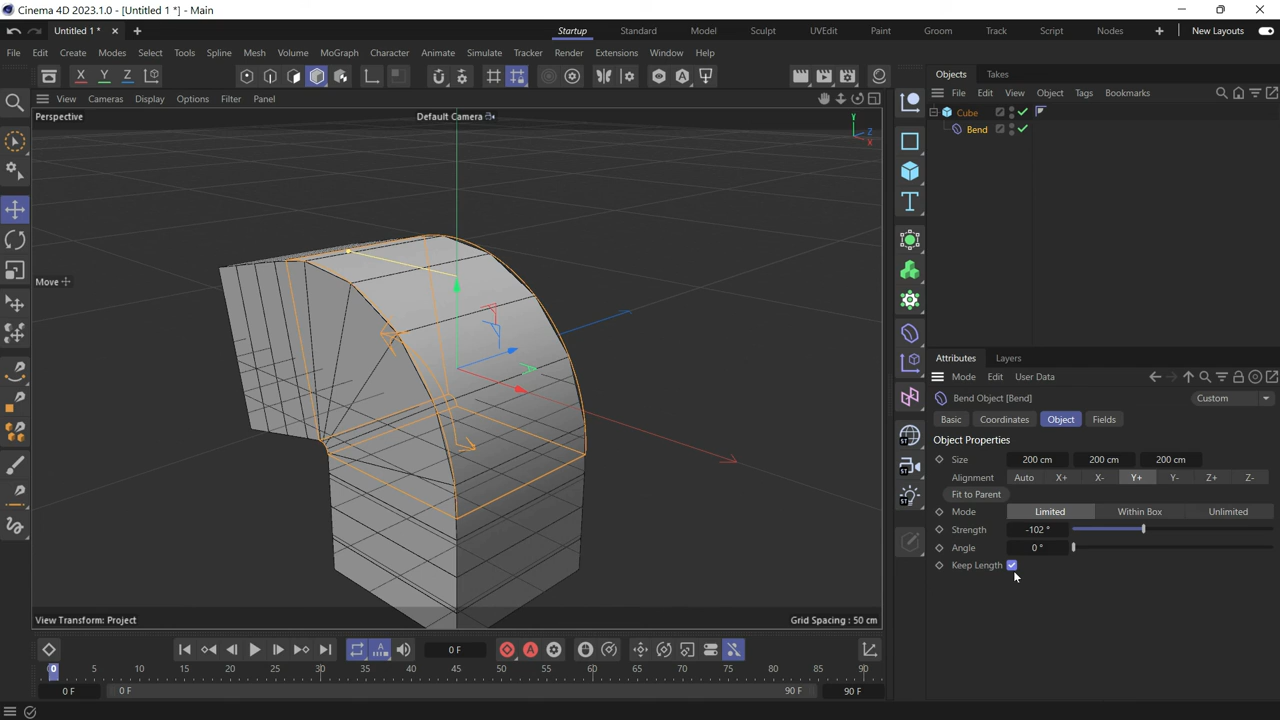 Cinema 4D 2023.1.0 - [Untitled 1 *] - Main
Untitled 1 *
Startup Standard Model Sculpt UVEdit Paint Groom Track Script Nodes New Layouts
File Edit Create Modes Select Tools Spline Mesh Volume MoGraph Character Animate Simulate Tracker Render Extensions Window Help
X Y Z
Objects Takes
File Edit View Object Tags Bookmarks
View Cameras Display Options Filter Panel
Perspective Default Camera
Y
Z
X
Cube
Bend
Move
Attributes Layers
Mode Edit User Data
Bend Object [Bend] Custom
Basic Coordinates Object Fields
Object Properties
Size 200 cm 200 cm 200 cm
Alignment Auto X+ X- Y+ Y- Z+ Z-
Fit to Parent
Mode Limited Within Box Unlimited
Strength -102 °
Angle 0 °
Keep Length
ST
ST
ST
View Transform: Project Grid Spacing : 50 cm
0 F
0 5 10 15 20 25 30 35 40 45 50 55 60 65 70 75 80 85 90
0 F 0 F 90 F 90 F